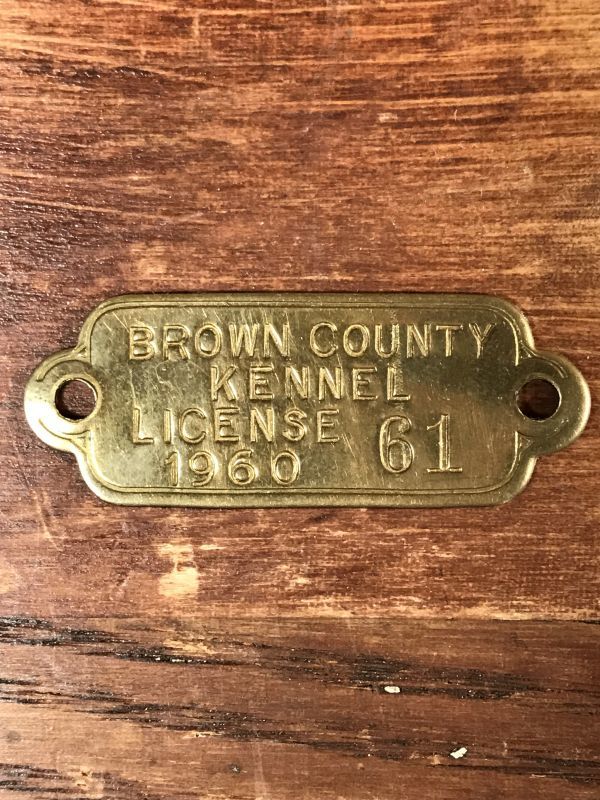 BROWN COUNTY
KENNEL
LICENSE 61
1960